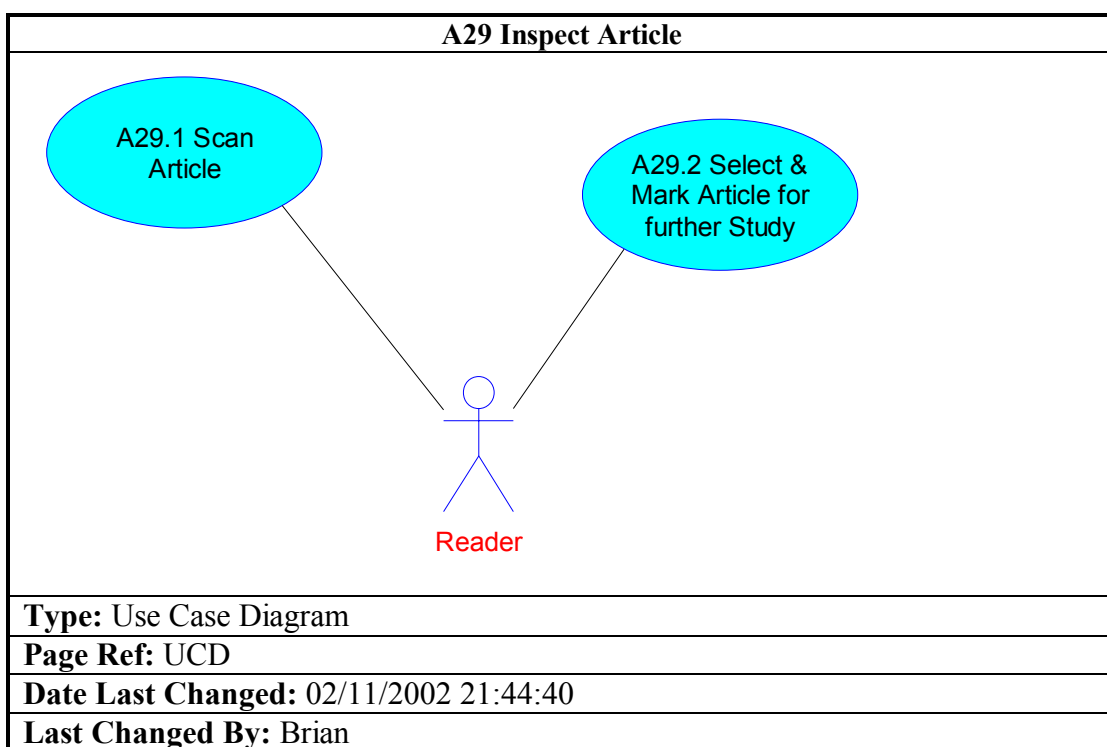 A29 Inspect Article
A29.1 Scan
Article
A29.2 Select &
Mark Article for
further Study
Reader
Type: Use Case Diagram
Page Ref: UCD
Date Last Changed: 02/11/2002 21:44:40
Last Changed By: Brian